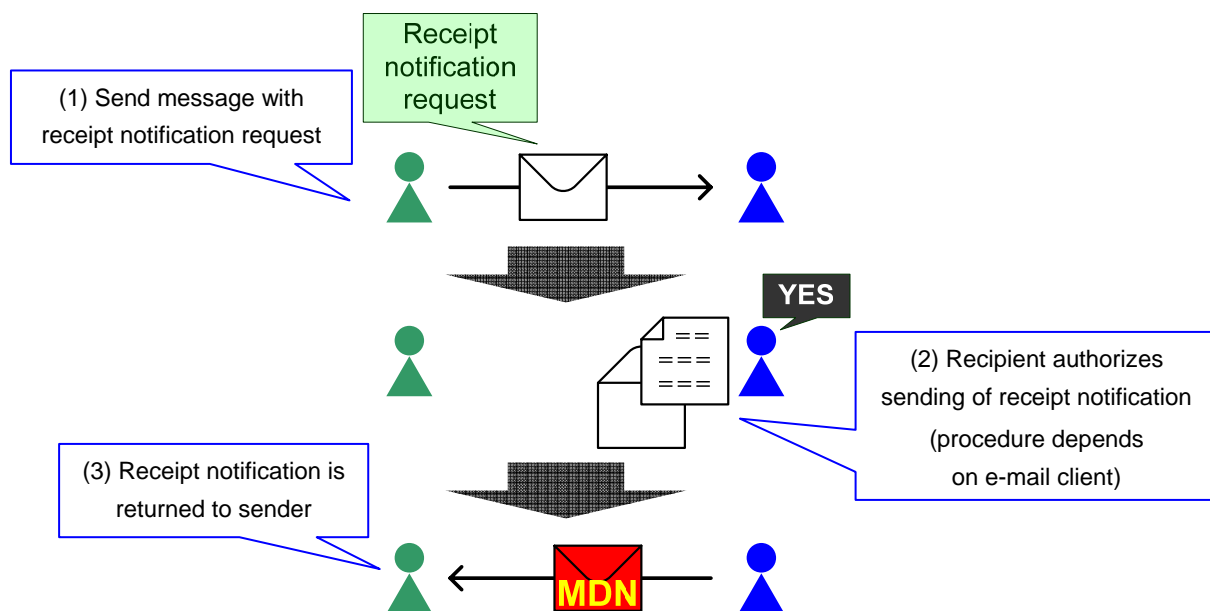 Receipt
notification
request
(1) Send message with
receipt notification request
YES
(2) Recipient authorizes
sending of receipt notification
(procedure depends
on e-mail client)
(3) Receipt notification is
returned to sender
MDN